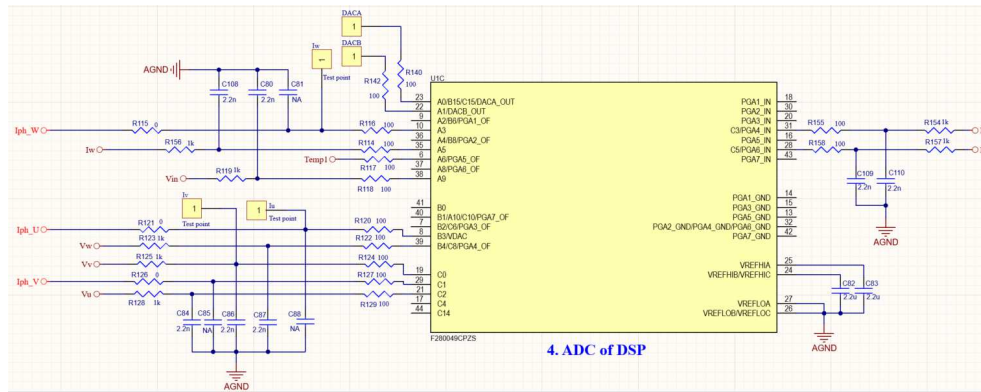 DACA
1
DACB
1
Iw
1
Test point
AGND
C108
2.2n
C80
2.2n
C81
NA
R142
100
R140
100
Iph_W
R115 0
R116 100
Iw
R156 1k
R114 100
Temp1
R117 100
Vin
R119 1k
R118 100
Iv
1
Test point
Iu
1
Test point
Iph_U
R121 0
R120 100
Vw
R123 1k
R122 100
Vv
R125 1k
R124 100
Iph_V
R126 0
R127 100
Vu
R128 1k
R129 100
C84
2.2n
C85
NA
C86
2.2n
C87
2.2n
C88
NA
AGND
U1C
23 A0/B15/C15/DACA_OUT
22 A1/DACB_OUT
9 A2/B6/PGA1_OF
10 A3
36 A4/B8/PGA2_OF
35 A5
6 A6/PGA5_OF
37 A8/PGA6_OF
38 A9
41 B0
40 B1/A10/C10/PGA7_OF
7 B2/C6/PGA3_OF
8 B3/VDAC
39 B4/C8/PGA4_OF
19 C0
29 C1
21 C2
17 C4
44 C14
PGA1_IN 18
PGA2_IN 30
PGA3_IN 20
C3/PGA4_IN 31
PGA5_IN 16
C5/PGA6_IN 28
PGA7_IN 43
PGA1_GND 14
PGA3_GND 15
PGA5_GND 13
PGA2_GND/PGA4_GND/PGA6_GND 32
PGA7_GND 42
VREFHIA 25
VREFHIB/VREFHIC 24
VREFLOA 27
VREFLOB/VREFLOC 26
F280049CPZS
R155 100
R154 1k
R158 100
R157 1k
C109
2.2n
C110
2.2n
AGND
C82
2.2u
C83
2.2u
AGND
4. ADC of DSP